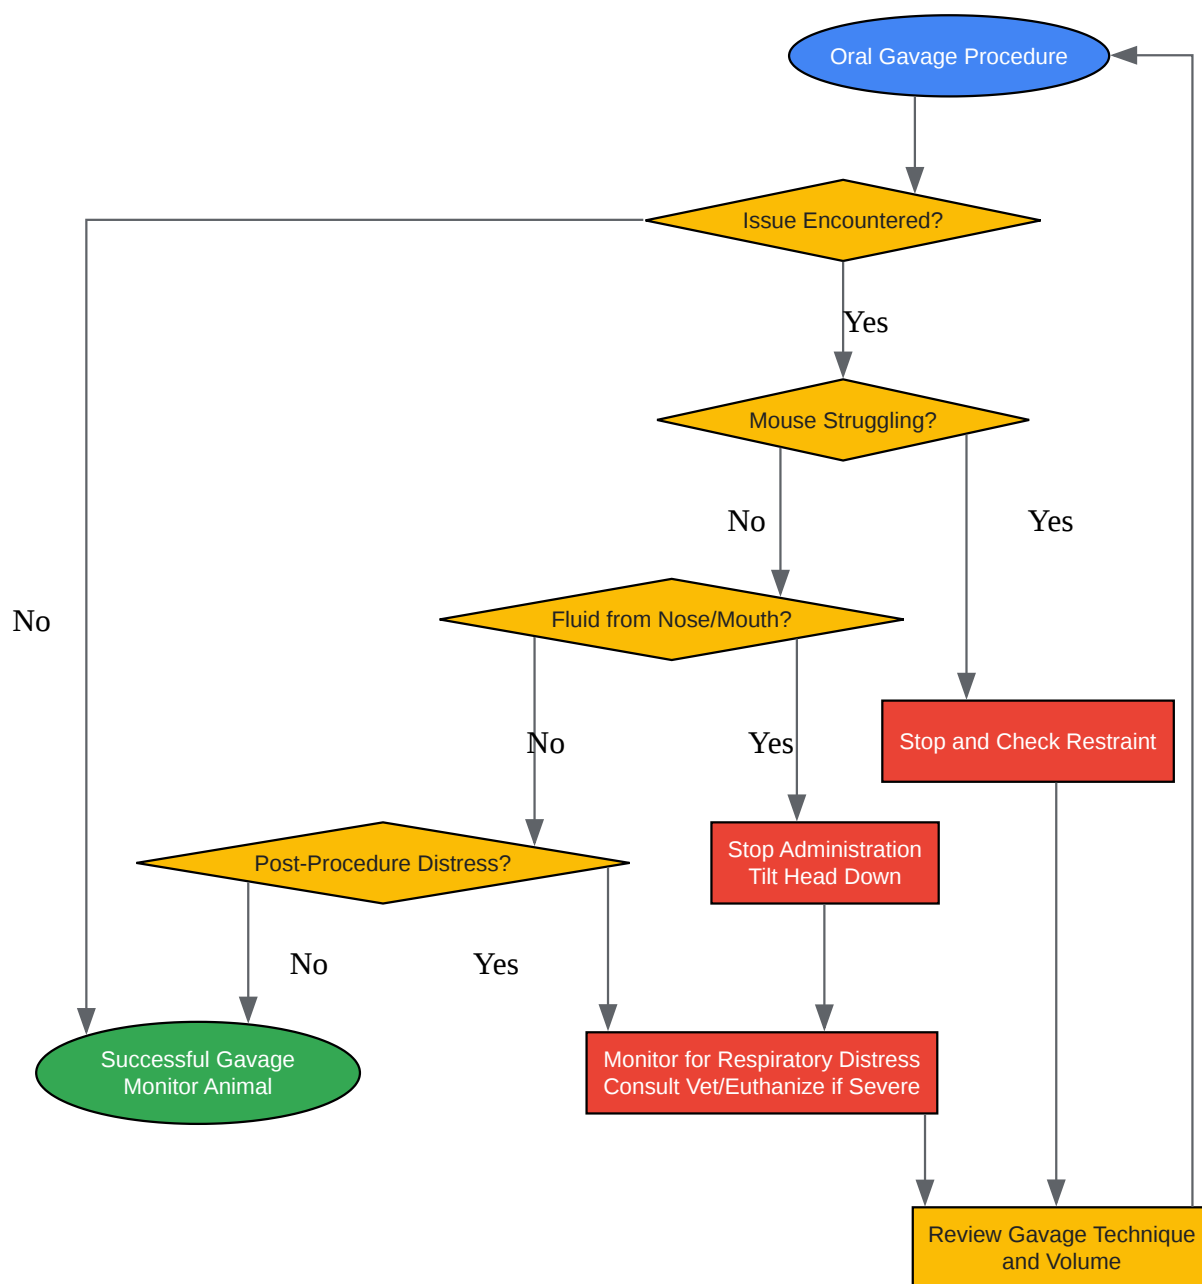 Oral Gavage Procedure
Issue Encountered?
Yes
Mouse Struggling?
No
Yes
Fluid from Nose/Mouth?
No
No
Yes
Stop and Check Restraint
Stop Administration
Tilt Head Down
Post-Procedure Distress?
No
Yes
Successful Gavage
Monitor Animal
Monitor for Respiratory Distress
Consult Vet/Euthanize if Severe
Review Gavage Technique
and Volume